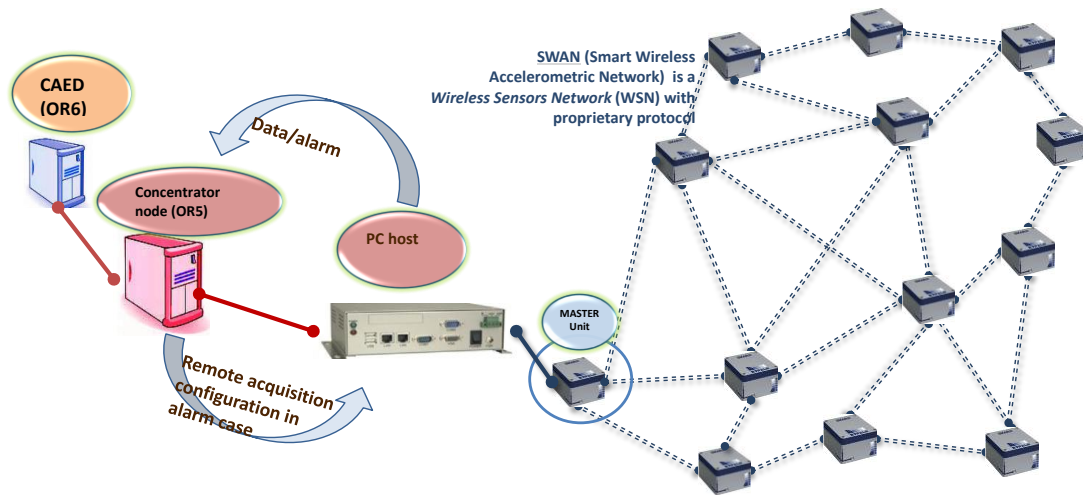 SWAN (Smart Wireless
Accelerometric Network) is a
Wireless Sensors Network (WSN) with
proprietary protocol
CAED
(OR6)
Data/alarm
Concentrator
node (OR5)
PC host
MASTER
Unit
Remote acquisition
configuration in
alarm case